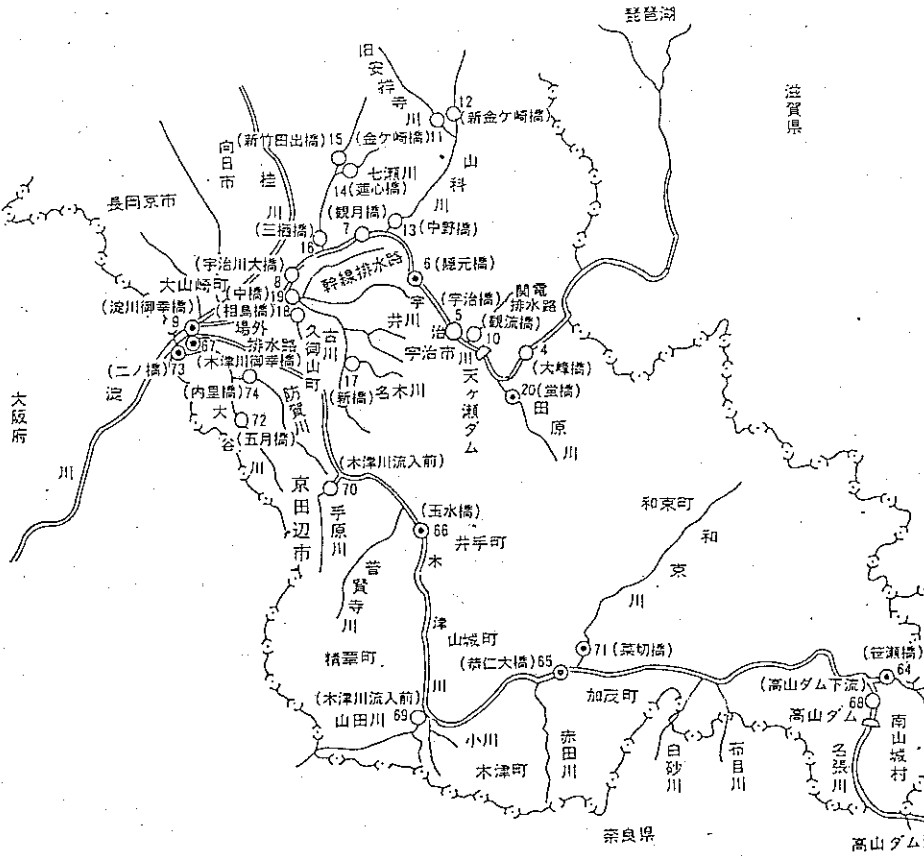 琵琶湖
滋賀県
旧安祥寺川
12
(新金ケ崎橋)
(新竹田出橋)15
(金ケ崎橋)11
向日市
桂川
山科川
七瀬川
14(蓮心橋)
長岡京市
(観月橋)
7
13(中野橋)
(三栖橋)
16
(宇治川大橋)
8
幹線排水路
6(隠元橋)
大山崎町
(中橋)
19
宇治川
(宇治橋)
5
関電排水路
(観流橋)
10
(淀川御幸橋)
9
(相島橋)
18
場外排水路
古川
井川
宇治市
4
(大峰橋)
67
久御山町
天ヶ瀬ダム
(二ノ橋)
73
(木津川御幸橋)
17
(新橋)
名木川
20(蛍橋)
田原川
大阪府
淀川
(内里橋)
74
防賀川
大谷川
72
(五月橋)
(木津川流入前)
70
京田辺市
手原川
(玉水橋)
66
井手町
和束町
和束川
普賢寺川
木津川
山城町
精華町
71(菜切橋)
(恭仁大橋)65
(笹瀬橋)
64
加茂町
(高山ダム下流)
68
(木津川流入前)
山田川
69
高山ダム
南山城村
小川
木津町
赤田川
白砂川
布目川
名張川
奈良県
高山ダム